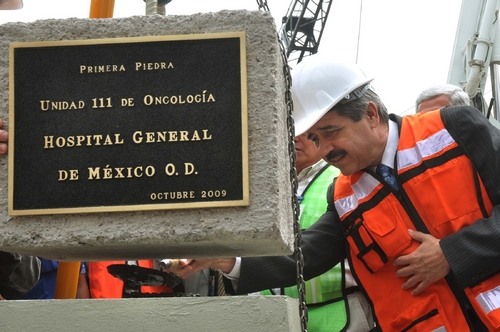 PRIMERA PIEDRA
UNIDAD 111 DE ONCOLOGÍA
HOSPITAL GENERAL
DE MÉXICO O.D.
OCTUBRE 2009